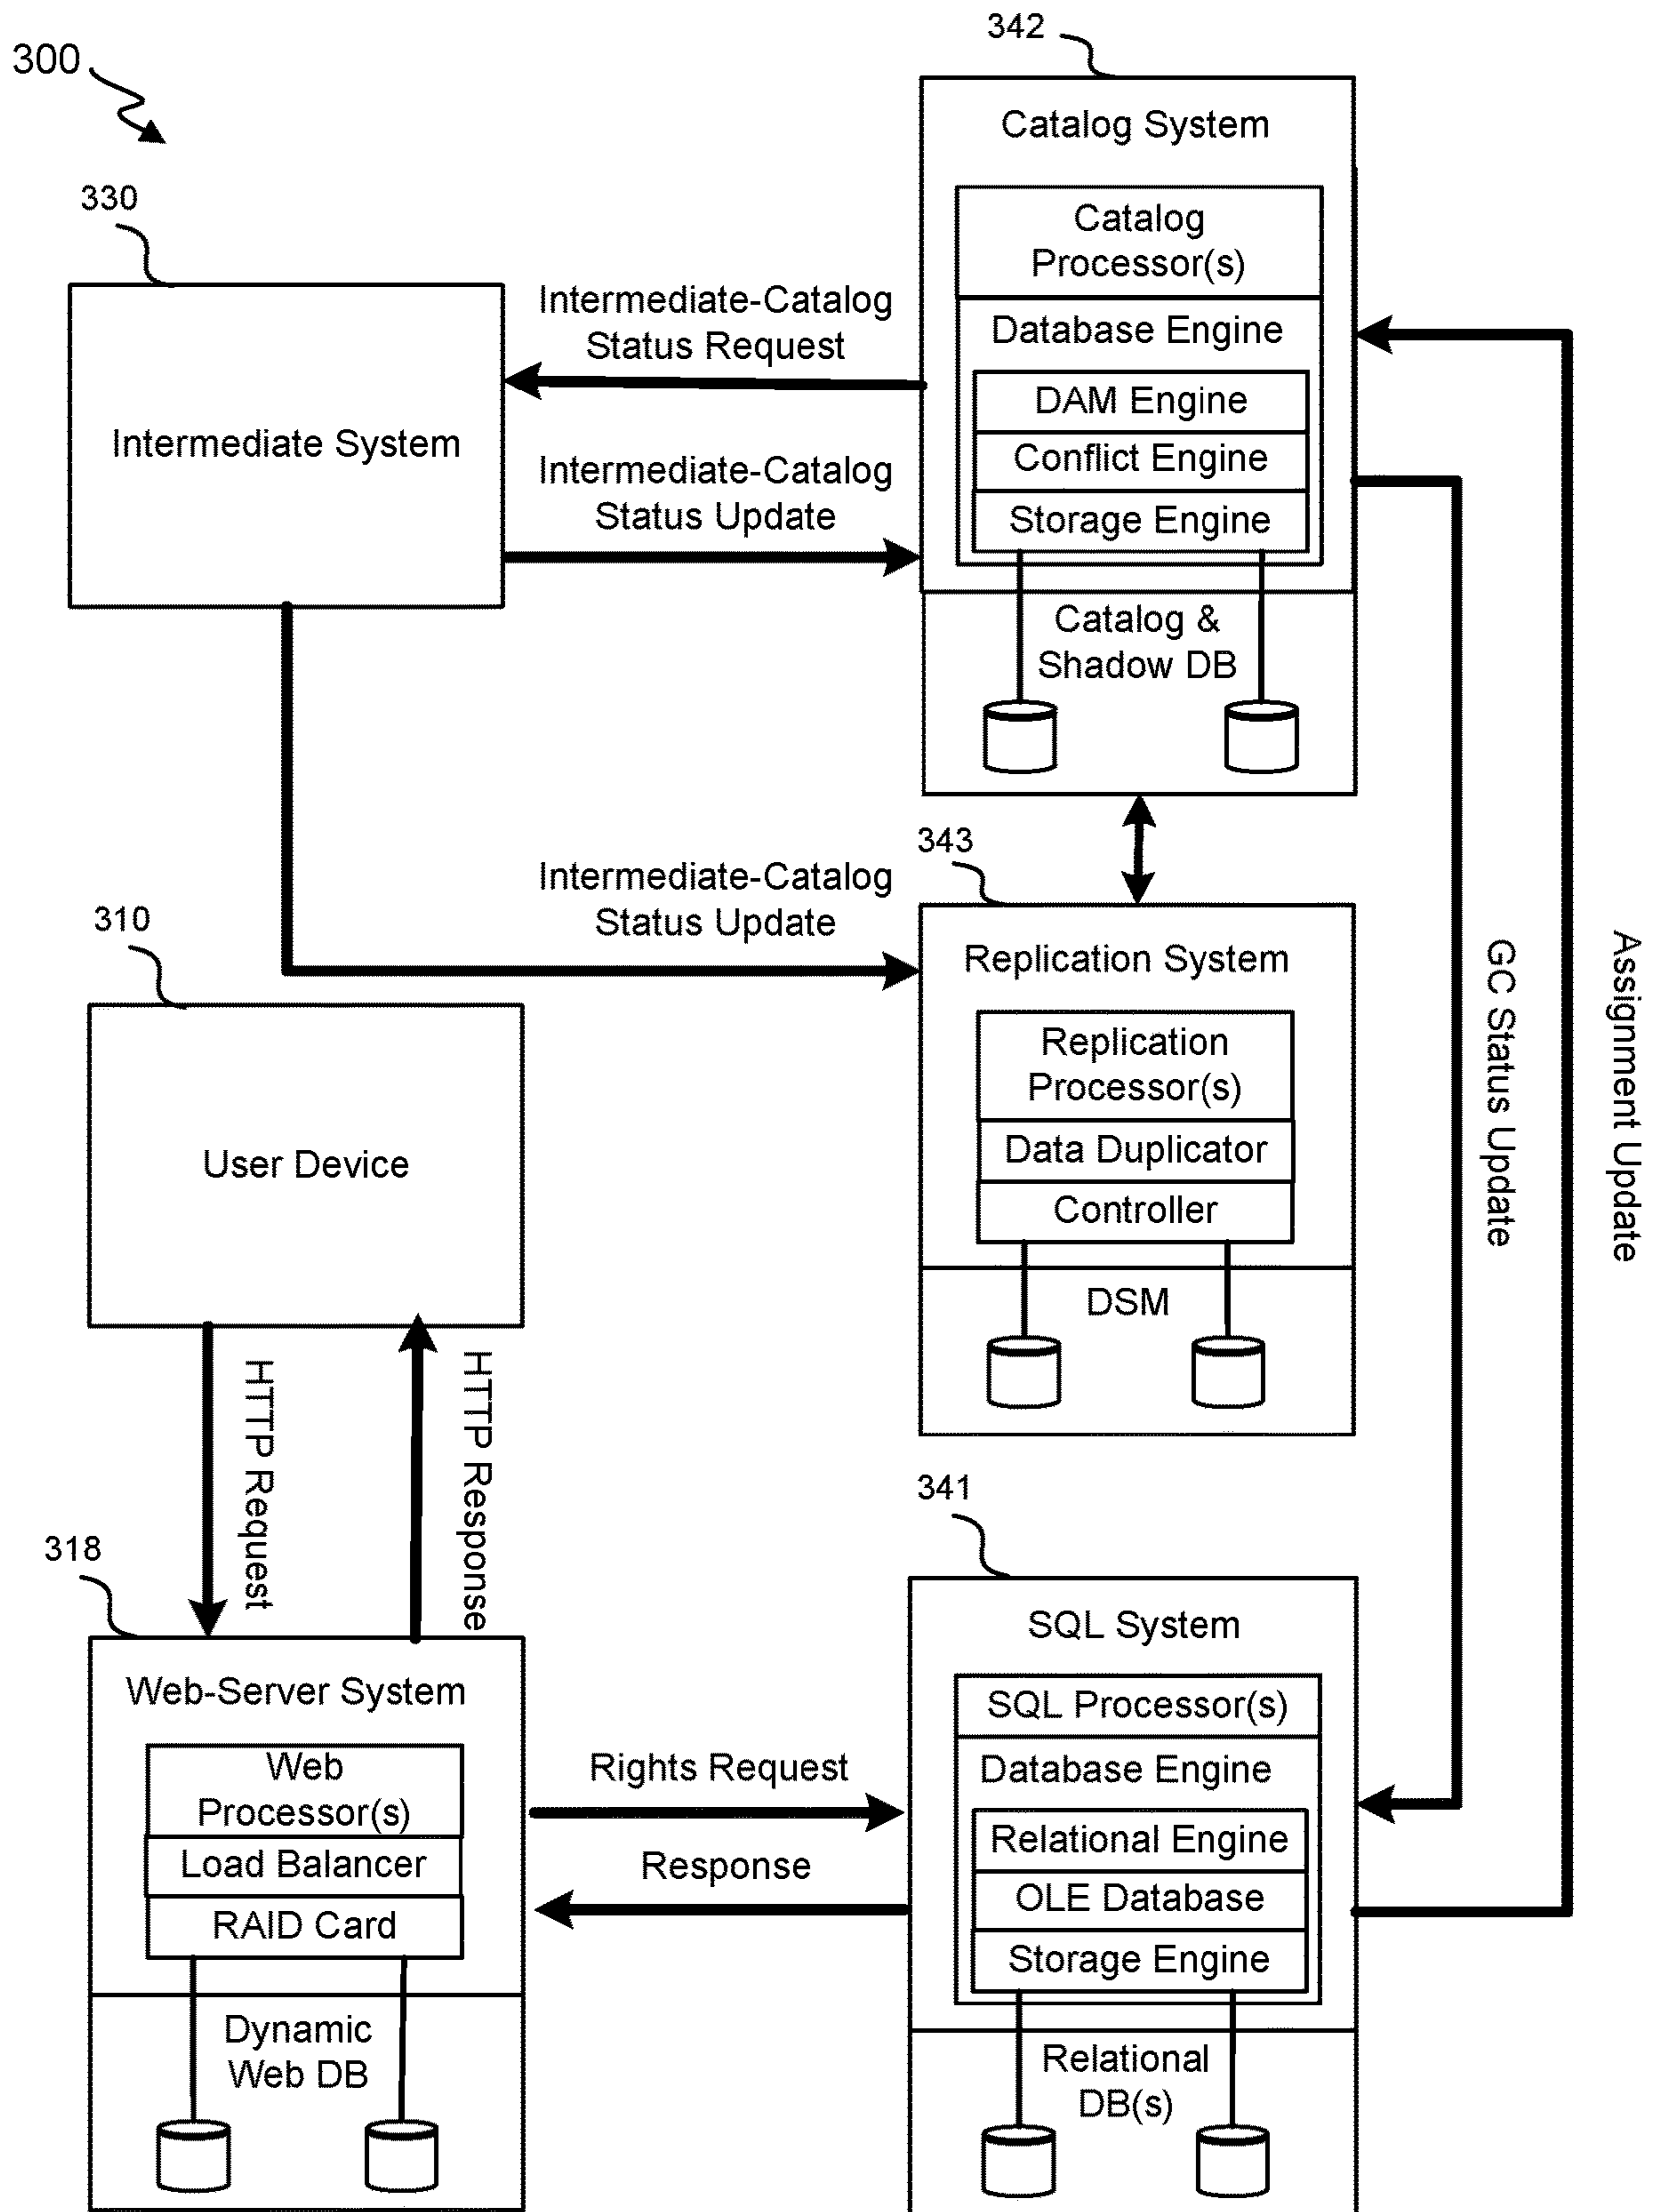 300
342
Catalog System
Catalog
Processor(s)
Database Engine
DAM Engine
Conflict Engine
Storage Engine
Catalog &
Shadow DB
330
Intermediate System
Intermediate-Catalog
Status Request
Intermediate-Catalog
Status Update
Intermediate-Catalog
Status Update
343
Replication System
Replication
Processor(s)
Data Duplicator
Controller
DSM
GC Status Update
Assignment Update
310
User Device
HTTP Request
HTTP Response
318
Web-Server System
Web
Processor(s)
Load Balancer
RAID Card
Dynamic
Web DB
Rights Request
Response
341
SQL System
SQL Processor(s)
Database Engine
Relational Engine
OLE Database
Storage Engine
Relational
DB(s)